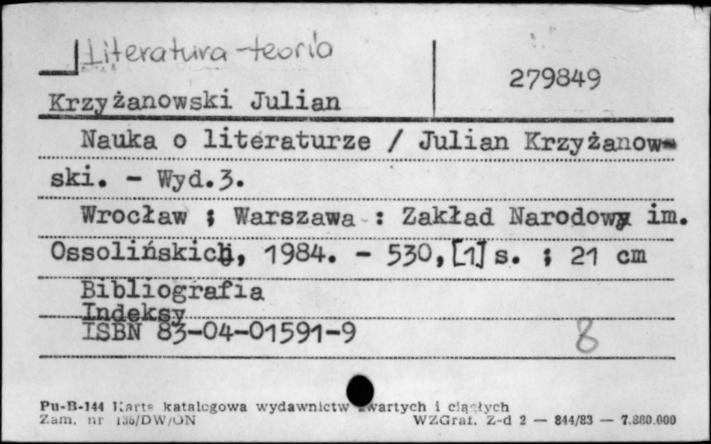 Literatura-teoria
279849
Krzyżanowski Julian
Nauka o literaturze / Julian Krzyżanow-
ski. - Wyd.3.
Wrocław ; Warszawa : Zakład Narodowy im.
Ossolińskich, 1984. - 530,[1] s. ; 21 cm
Bibliografia
Indeksy
ISBN 83-04-01591-9
8
Pu-B-144 Karta katalogowa wydawnictw zwartych i ciągłych
Zam. nr 136/DW/ON WZGraf. Z-d 2 — 844/83 — 7.880.000